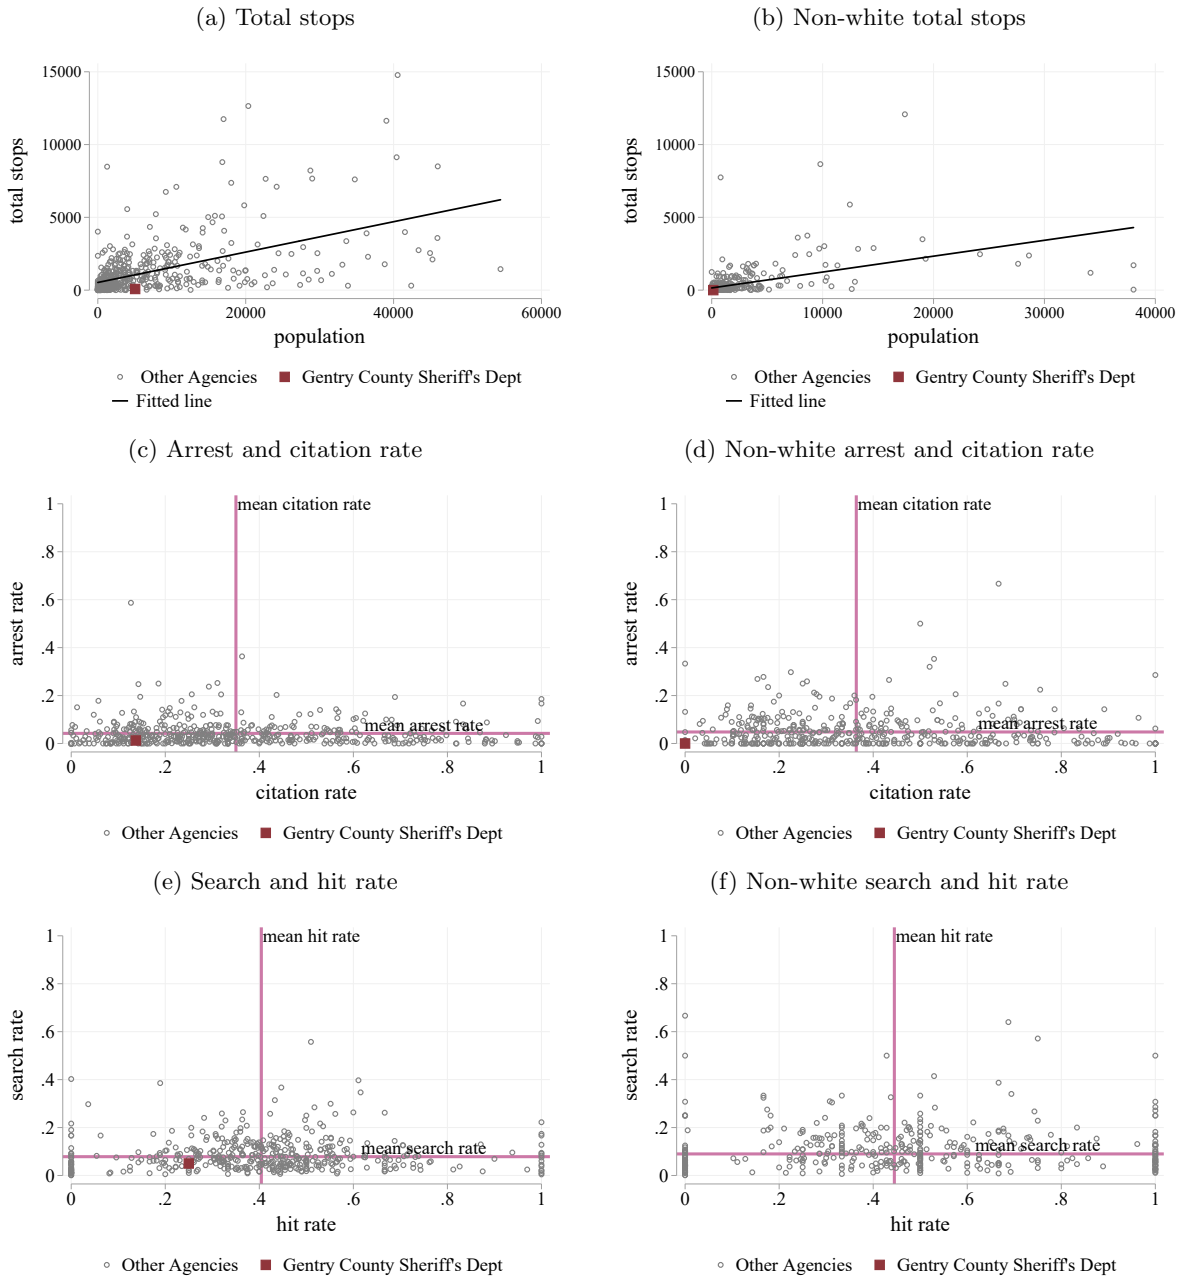 (a) Total stops
15000
10000
5000
0
total stops
0 20000 40000 60000
population
Other Agencies Gentry County Sheriff's Dept
Fitted line
(b) Non-white total stops
15000
10000
5000
0
total stops
0 10000 20000 30000 40000
population
Other Agencies Gentry County Sheriff's Dept
Fitted line
(c) Arrest and citation rate
1
.8
.6
.4
.2
0
arrest rate
mean citation rate
mean arrest rate
0 .2 .4 .6 .8 1
citation rate
Other Agencies Gentry County Sheriff's Dept
(d) Non-white arrest and citation rate
1
.8
.6
.4
.2
0
arrest rate
mean citation rate
mean arrest rate
0 .2 .4 .6 .8 1
citation rate
Other Agencies Gentry County Sheriff's Dept
(e) Search and hit rate
1
.8
.6
.4
.2
0
search rate
mean hit rate
mean search rate
0 .2 .4 .6 .8 1
hit rate
Other Agencies Gentry County Sheriff's Dept
(f) Non-white search and hit rate
1
.8
.6
.4
.2
0
search rate
mean hit rate
mean search rate
0 .2 .4 .6 .8 1
hit rate
Other Agencies Gentry County Sheriff's Dept